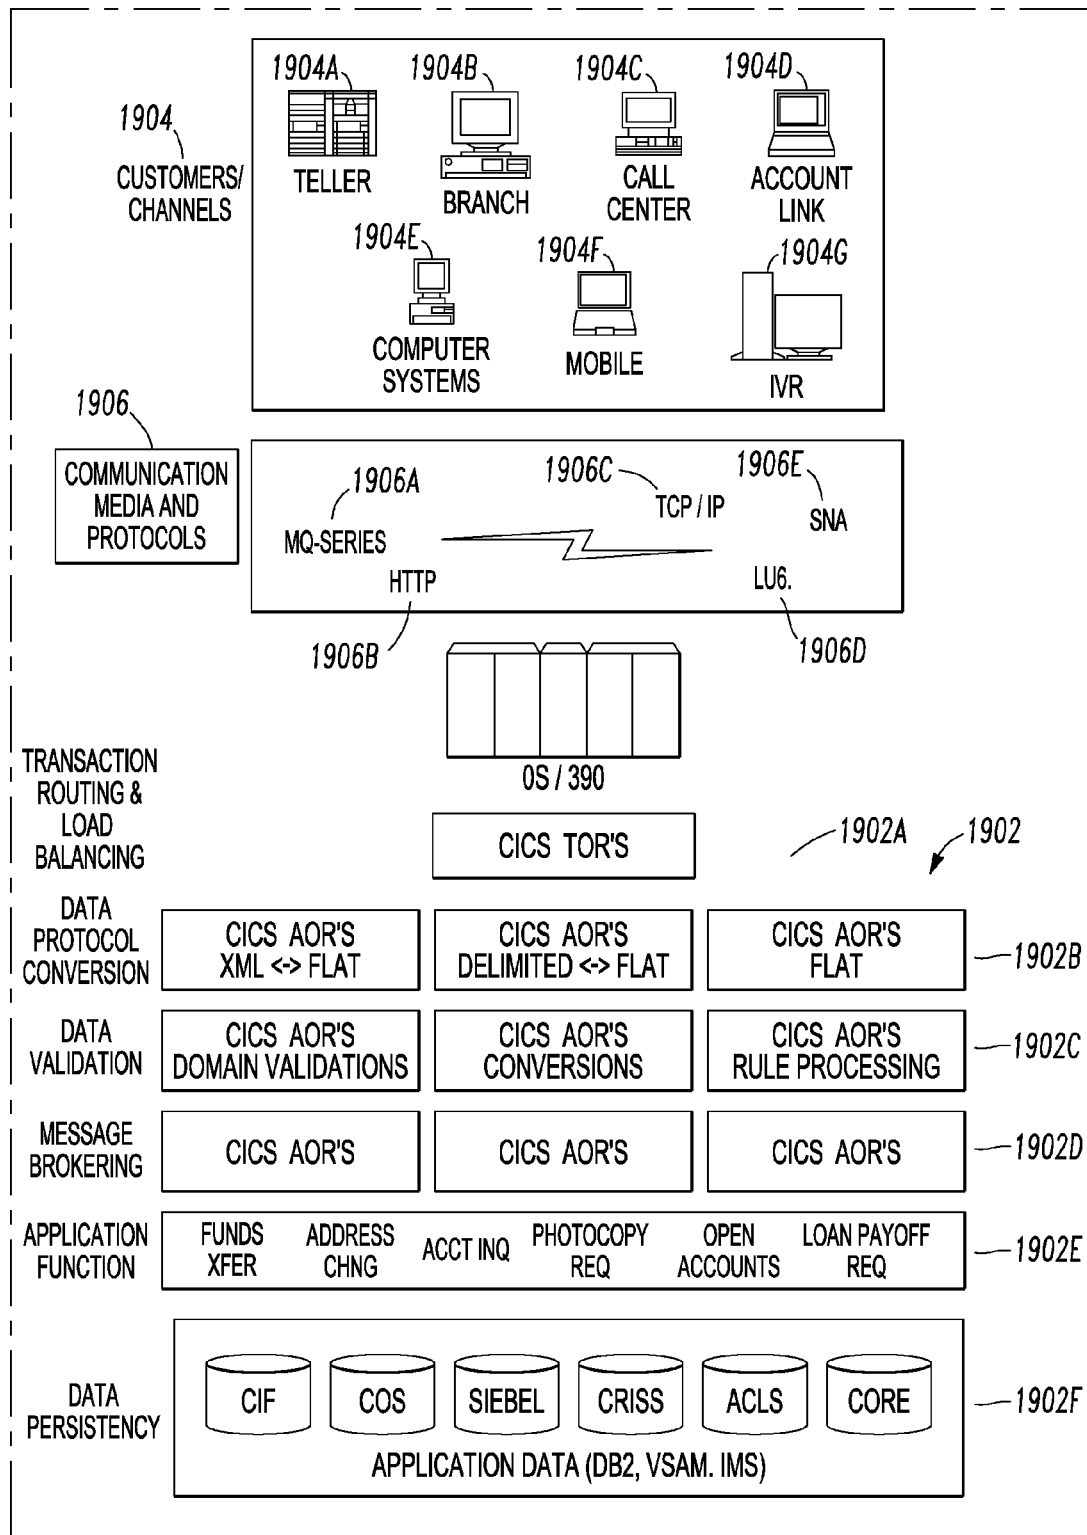 1904A
1904B
1904C
1904D
1904
CUSTOMERS/
CHANNELS
TELLER
BRANCH
CALL
CENTER
ACCOUNT
LINK
1904E
1904F
1904G
COMPUTER
SYSTEMS
MOBILE
IVR
1906
COMMUNICATION
MEDIA AND
PROTOCOLS
1906A
1906C
1906E
MQ-SERIES
TCP / IP
SNA
HTTP
LU6.
1906B
1906D
OS / 390
TRANSACTION
ROUTING &
LOAD
BALANCING
CICS TOR'S
1902A
1902
DATA
PROTOCOL
CONVERSION
CICS AOR'S
XML <-> FLAT
CICS AOR'S
DELIMITED <-> FLAT
CICS AOR'S
FLAT
1902B
DATA
VALIDATION
CICS AOR'S
DOMAIN VALIDATIONS
CICS AOR'S
CONVERSIONS
CICS AOR'S
RULE PROCESSING
1902C
MESSAGE
BROKERING
CICS AOR'S
CICS AOR'S
CICS AOR'S
1902D
APPLICATION
FUNCTION
FUNDS
XFER
ADDRESS
CHNG
ACCT INQ
PHOTOCOPY
REQ
OPEN
ACCOUNTS
LOAN PAYOFF
REQ
1902E
DATA
PERSISTENCY
CIF
COS
SIEBEL
CRISS
ACLS
CORE
APPLICATION DATA (DB2, VSAM. IMS)
1902F